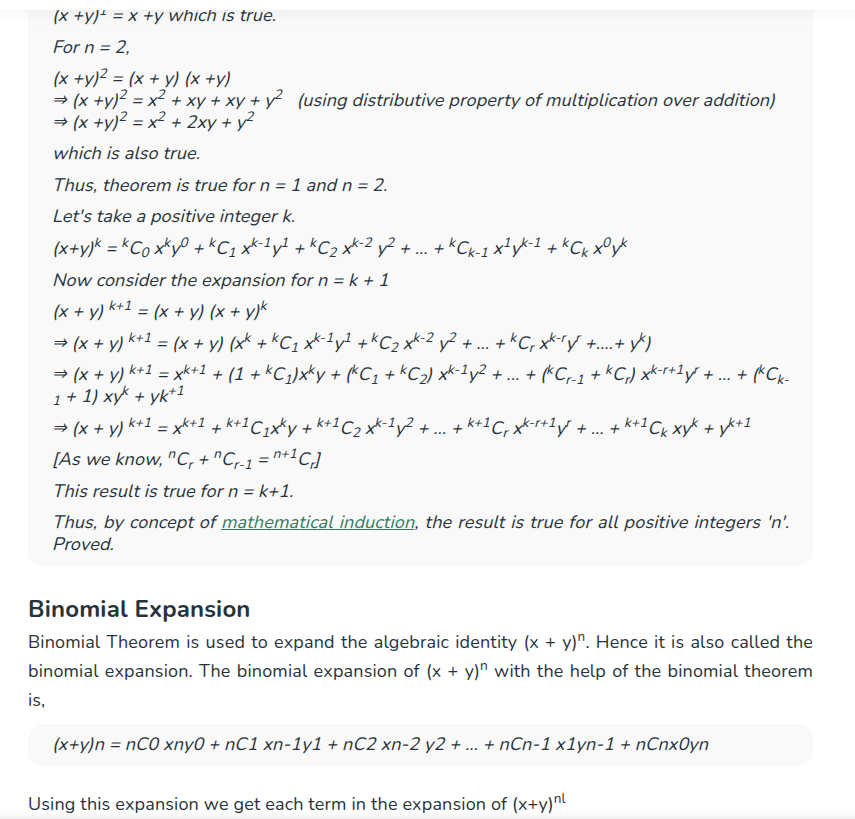 (x +y)¹ = x +y which is true.
For n = 2,
(x +y)² = (x + y) (x +y)
⇒ (x +y)² = x² + xy + xy + y² (using distributive property of multiplication over addition)
⇒ (x +y)² = x² + 2xy + y²
which is also true.
Thus, theorem is true for n = 1 and n = 2.
Let's take a positive integer k.
(x+y)ᵏ = ᵏC₀ xᵏy⁰ + ᵏC₁ xᵏ⁻¹y¹ + ᵏC₂ xᵏ⁻² y² + ... + ᵏCₖ₋₁ x¹yᵏ⁻¹ + ᵏCₖ x⁰yᵏ
Now consider the expansion for n = k + 1
(x + y) ᵏ⁺¹ = (x + y) (x + y)ᵏ
⇒ (x + y) ᵏ⁺¹ = (x + y) (xᵏ + ᵏC₁ xᵏ⁻¹y¹ + ᵏC₂ xᵏ⁻² y² + ... + ᵏCᵣ xᵏ⁻ʳyʳ +....+ yᵏ)
⇒ (x + y) ᵏ⁺¹ = xᵏ⁺¹ + (1 + ᵏC₁)xᵏy + (ᵏC₁ + ᵏC₂) xᵏ⁻¹y² + ... + (ᵏCᵣ₋₁ + ᵏCᵣ) xᵏ⁻ʳ⁺¹yʳ + ... + (ᵏCₖ₋
₁ + 1) xyᵏ + yk⁺¹
⇒ (x + y) ᵏ⁺¹ = xᵏ⁺¹ + ᵏ⁺¹C₁xᵏy + ᵏ⁺¹C₂ xᵏ⁻¹y² + ... + ᵏ⁺¹Cᵣ xᵏ⁻ʳ⁺¹yʳ + ... + ᵏ⁺¹Cₖ xyᵏ + yᵏ⁺¹
[As we know, ⁿCᵣ + ⁿCᵣ₋₁ = ⁿ⁺¹Cᵣ]
This result is true for n = k+1.
Thus, by concept of mathematical induction, the result is true for all positive integers 'n'.
Proved.
Binomial Expansion
Binomial Theorem is used to expand the algebraic identity (x + y)ⁿ. Hence it is also called the
binomial expansion. The binomial expansion of (x + y)ⁿ with the help of the binomial theorem
is,
(x+y)n = nC0 xny0 + nC1 xn-1y1 + nC2 xn-2 y2 + ... + nCn-1 x1yn-1 + nCnx0yn
Using this expansion we get each term in the expansion of (x+y)ⁿˡ